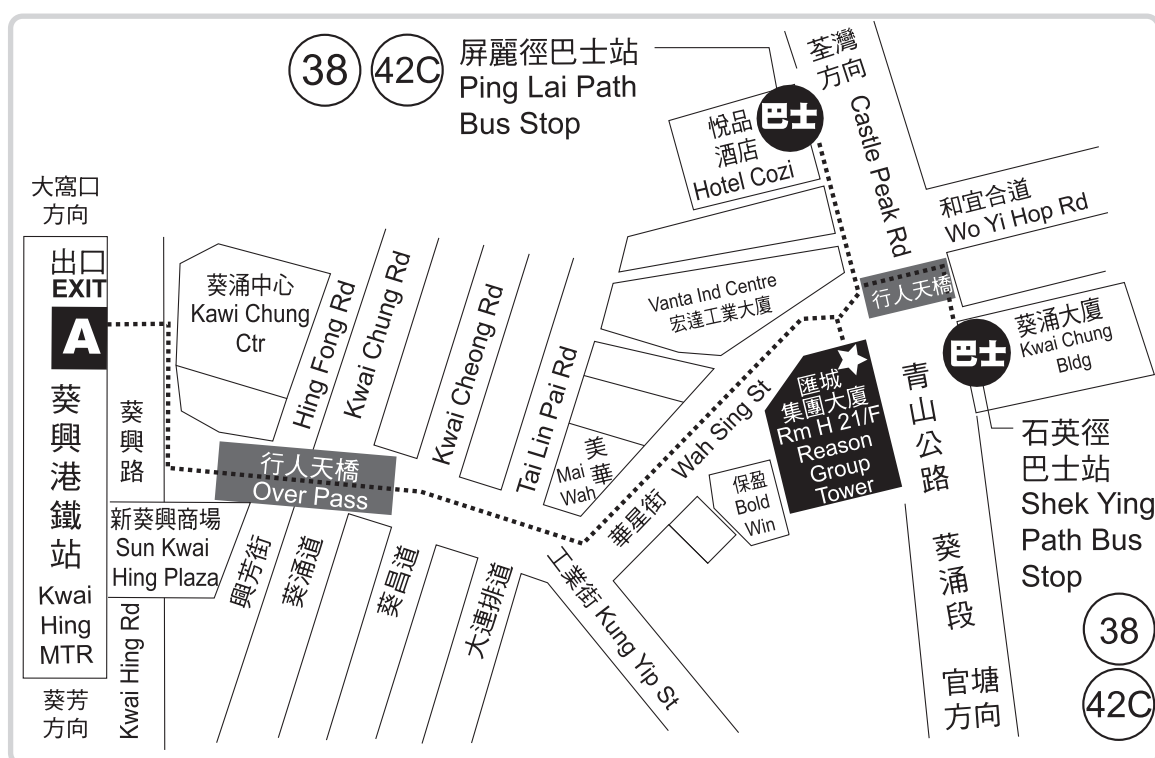 38
42C
屏麗徑巴士站
Ping Lai Path
Bus Stop
荃灣
方向
Castle Peak Rd
巴士
悅品
酒店
Hotel Cozi
和宜合道
Wo Yi Hop Rd
大窩口
方向
出口
EXIT
A
葵興港鐵站
Kwai
Hing
MTR
葵芳
方向
葵興路
Kwai Hing Rd
葵涌中心
Kawi Chung
Ctr
Hing Fong Rd
Kwai Chung Rd
Kwai Cheong Rd
Tai Lin Pai Rd
Vanta Ind Centre
宏達工業大廈
行人天橋
巴士
葵涌大廈
Kwai Chung
Bldg
行人天橋
Over Pass
美華
Mai
Wah
華星街 Wah Sing St
匯城
集團大廈
Rm H 21/F
Reason
Group
Tower
保盈
Bold
Win
青山公路
葵涌段
官塘
方向
石英徑
巴士站
Shek Ying
Path Bus
Stop
38
42C
新葵興商場
Sun Kwai
Hing Plaza
興芳街
葵涌道
葵昌道
大連排道
工業街 Kung Yip St